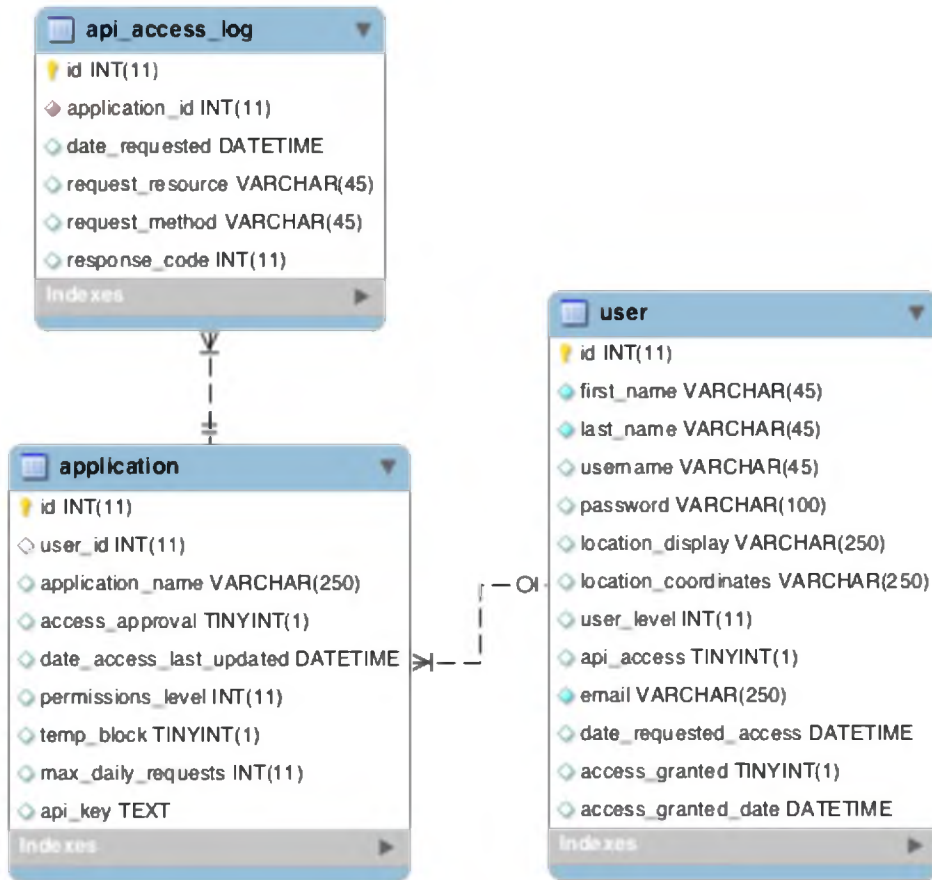 api_access_log
id INT(11)
application_id INT(11)
date_requested DATETIME
request_resource VARCHAR(45)
request_method VARCHAR(45)
response_code INT(11)
Indexes
application
id INT(11)
user_id INT(11)
application_name VARCHAR(250)
access_approval TINYINT(1)
date_access_last_updated DATETIME
permissions_level INT(11)
temp_block TINYINT(1)
max_daily_requests INT(11)
api_key TEXT
Indexes
user
id INT(11)
first_name VARCHAR(45)
last_name VARCHAR(45)
username VARCHAR(45)
password VARCHAR(100)
location_display VARCHAR(250)
location_coordinates VARCHAR(250)
user_level INT(11)
api_access TINYINT(1)
email VARCHAR(250)
date_requested_access DATETIME
access_granted TINYINT(1)
access_granted_date DATETIME
Indexes